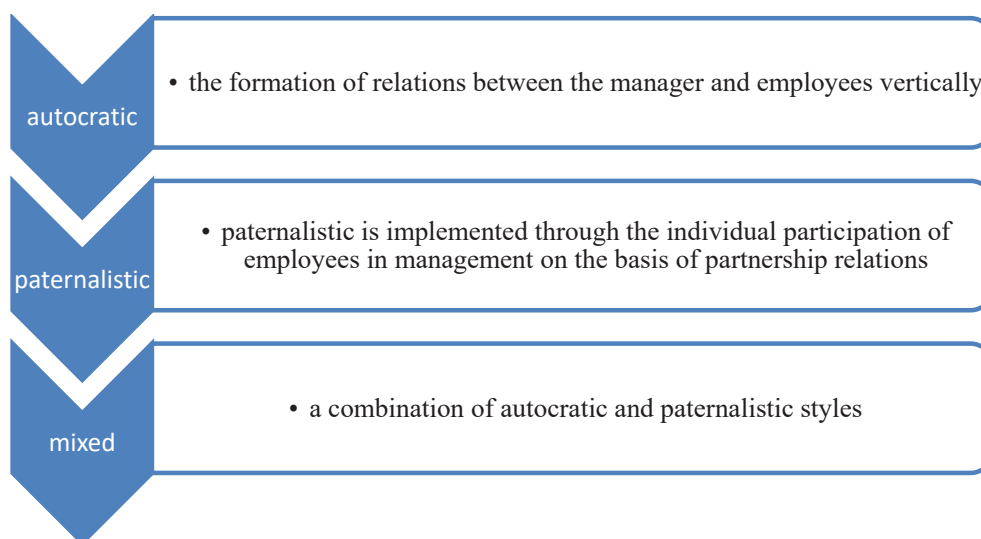 autocratic
• the formation of relations between the manager and employees vertically
paternalistic
• paternalistic is implemented through the individual participation of
employees in management on the basis of partnership relations
mixed
• a combination of autocratic and paternalistic styles